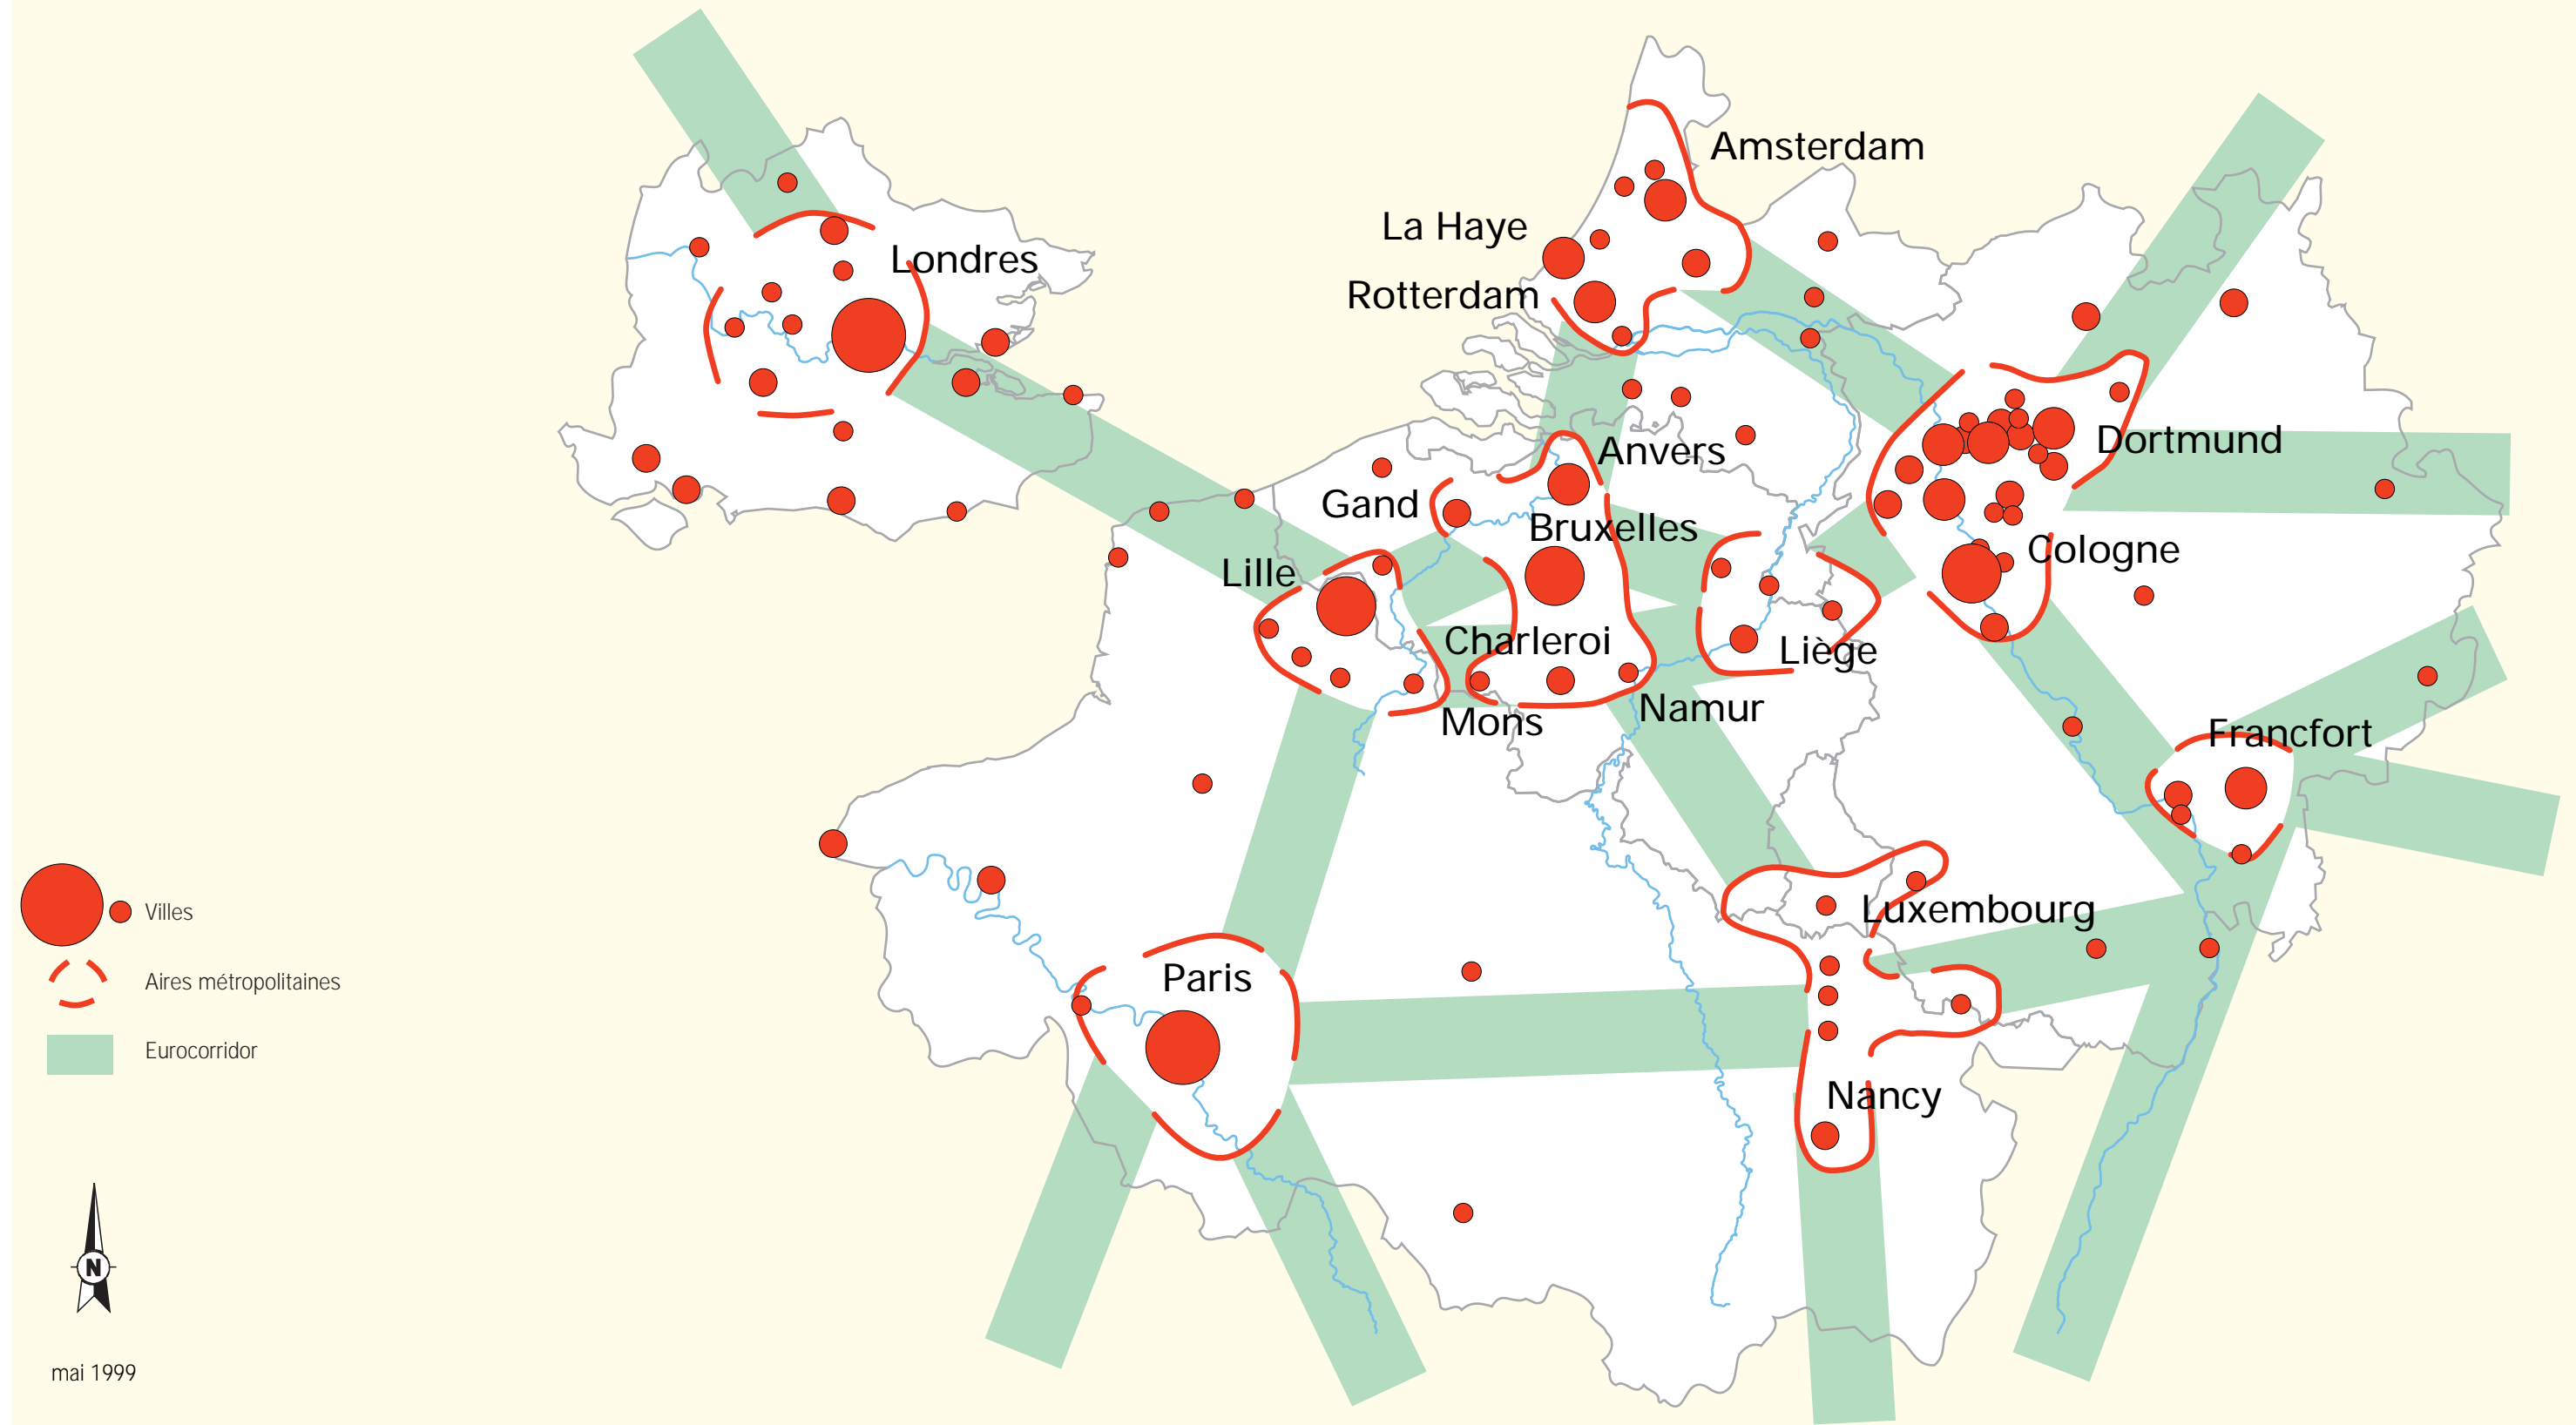 Amsterdam
La Haye
Londres
Rotterdam
Dortmund
Anvers
Gand
Bruxelles
Cologne
Lille
Charleroi
Liège
Namur
Mons
Francfort
Luxembourg
Villes
Paris
Aires métropolitaines
Eurocorridor
Nancy
N
mai 1999